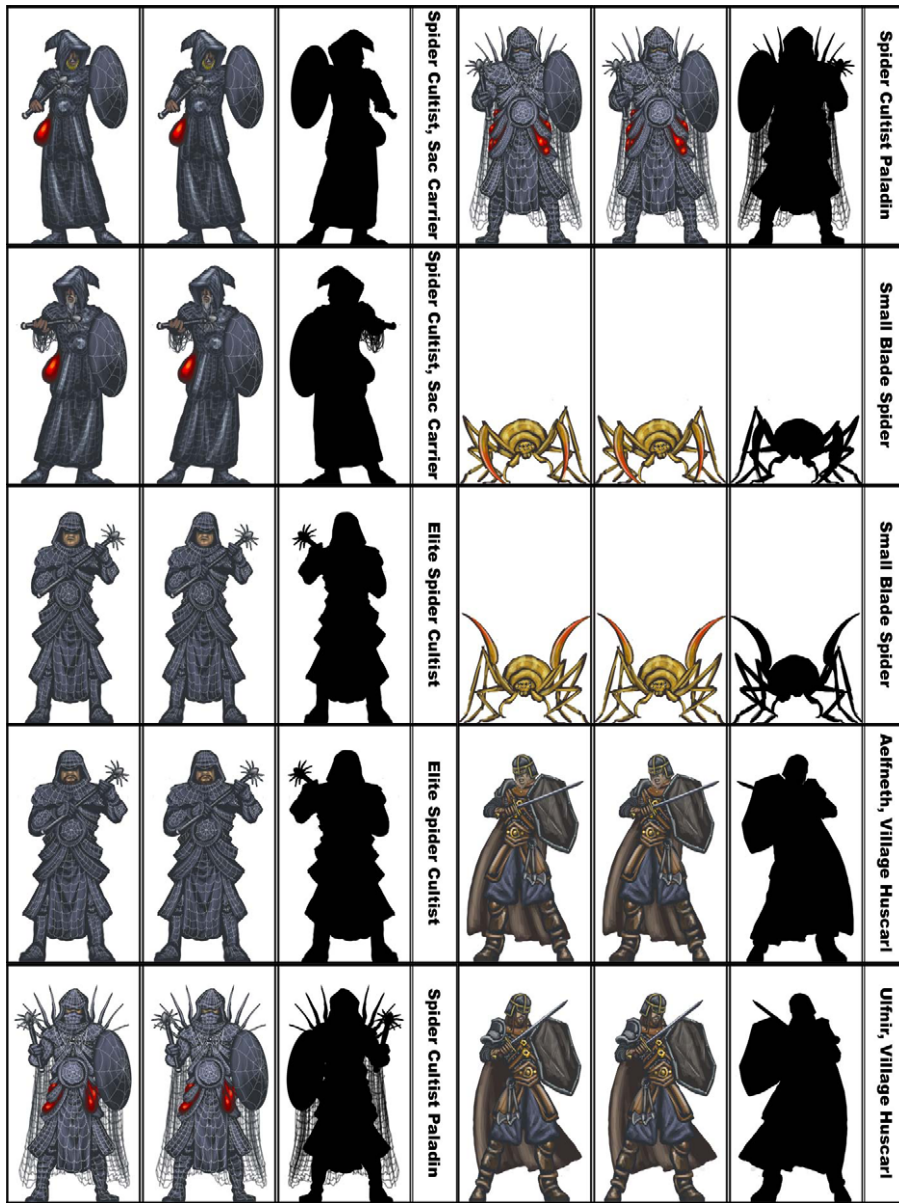 Spider Cultist, Sac Carrier
Spider Cultist Paladin
Spider Cultist, Sac Carrier
Small Blade Spider
Elite Spider Cultist
Small Blade Spider
Elite Spider Cultist
Aelfneth, Village Huscarl
Spider Cultist Paladin
Ulfnir, Village Huscarl